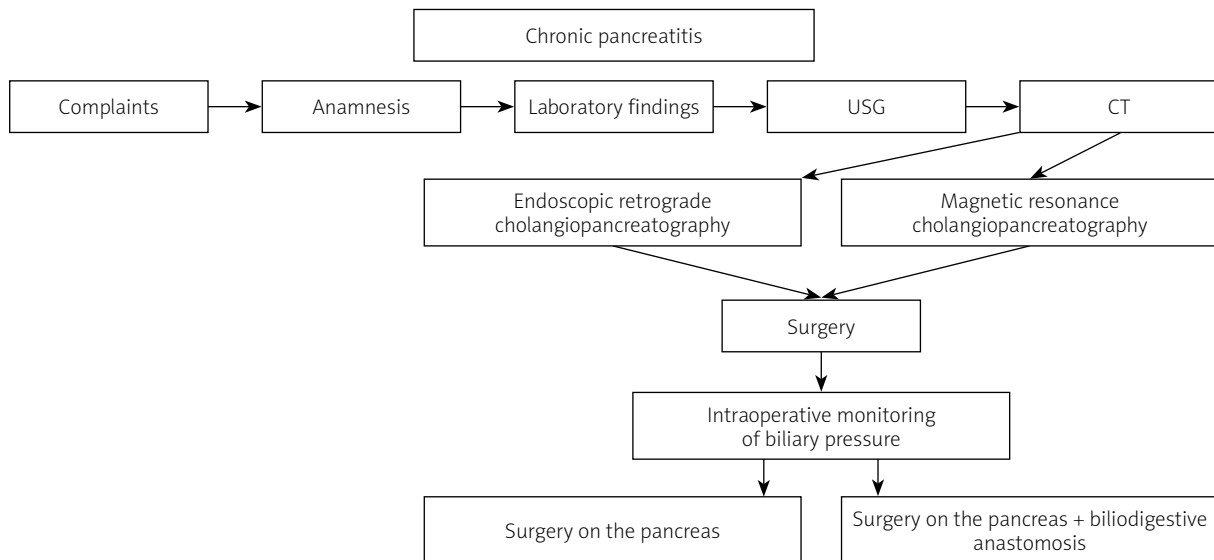 Chronic pancreatitis
Complaints
Anamnesis
Laboratory findings
USG
CT
Endoscopic retrograde
cholangiopancreatography
Magnetic resonance
cholangiopancreatography
Surgery
Intraoperative monitoring
of biliary pressure
Surgery on the pancreas
Surgery on the pancreas + biliodigestive
anastomosis